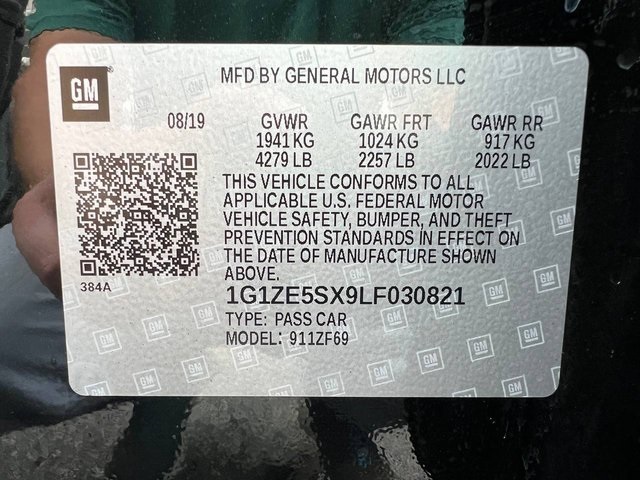 GM
MFD BY GENERAL MOTORS LLC
08/19 GVWR GAWR FRT GAWR RR
1941 KG 1024 KG 917 KG
4279 LB 2257 LB 2022 LB
THIS VEHICLE CONFORMS TO ALL
APPLICABLE U.S. FEDERAL MOTOR
VEHICLE SAFETY, BUMPER, AND THEFT
PREVENTION STANDARDS IN EFFECT ON
THE DATE OF MANUFACTURE SHOWN
ABOVE.
384A
1G1ZE5SX9LF030821
TYPE: PASS CAR
MODEL: 911ZF69